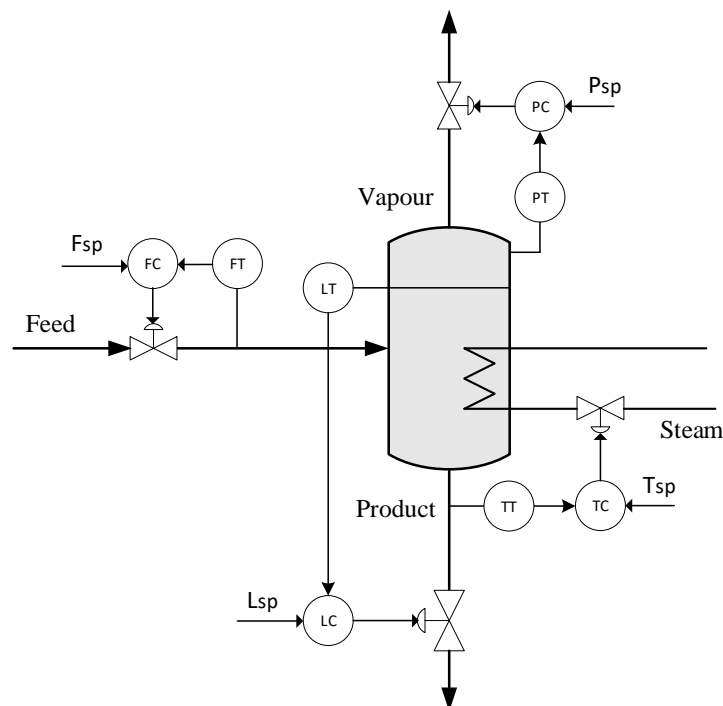 Psp
PC
PT
Vapour
Fsp
FC
FT
LT
Feed
Steam
Product
TT
TC
Tsp
Lsp
LC